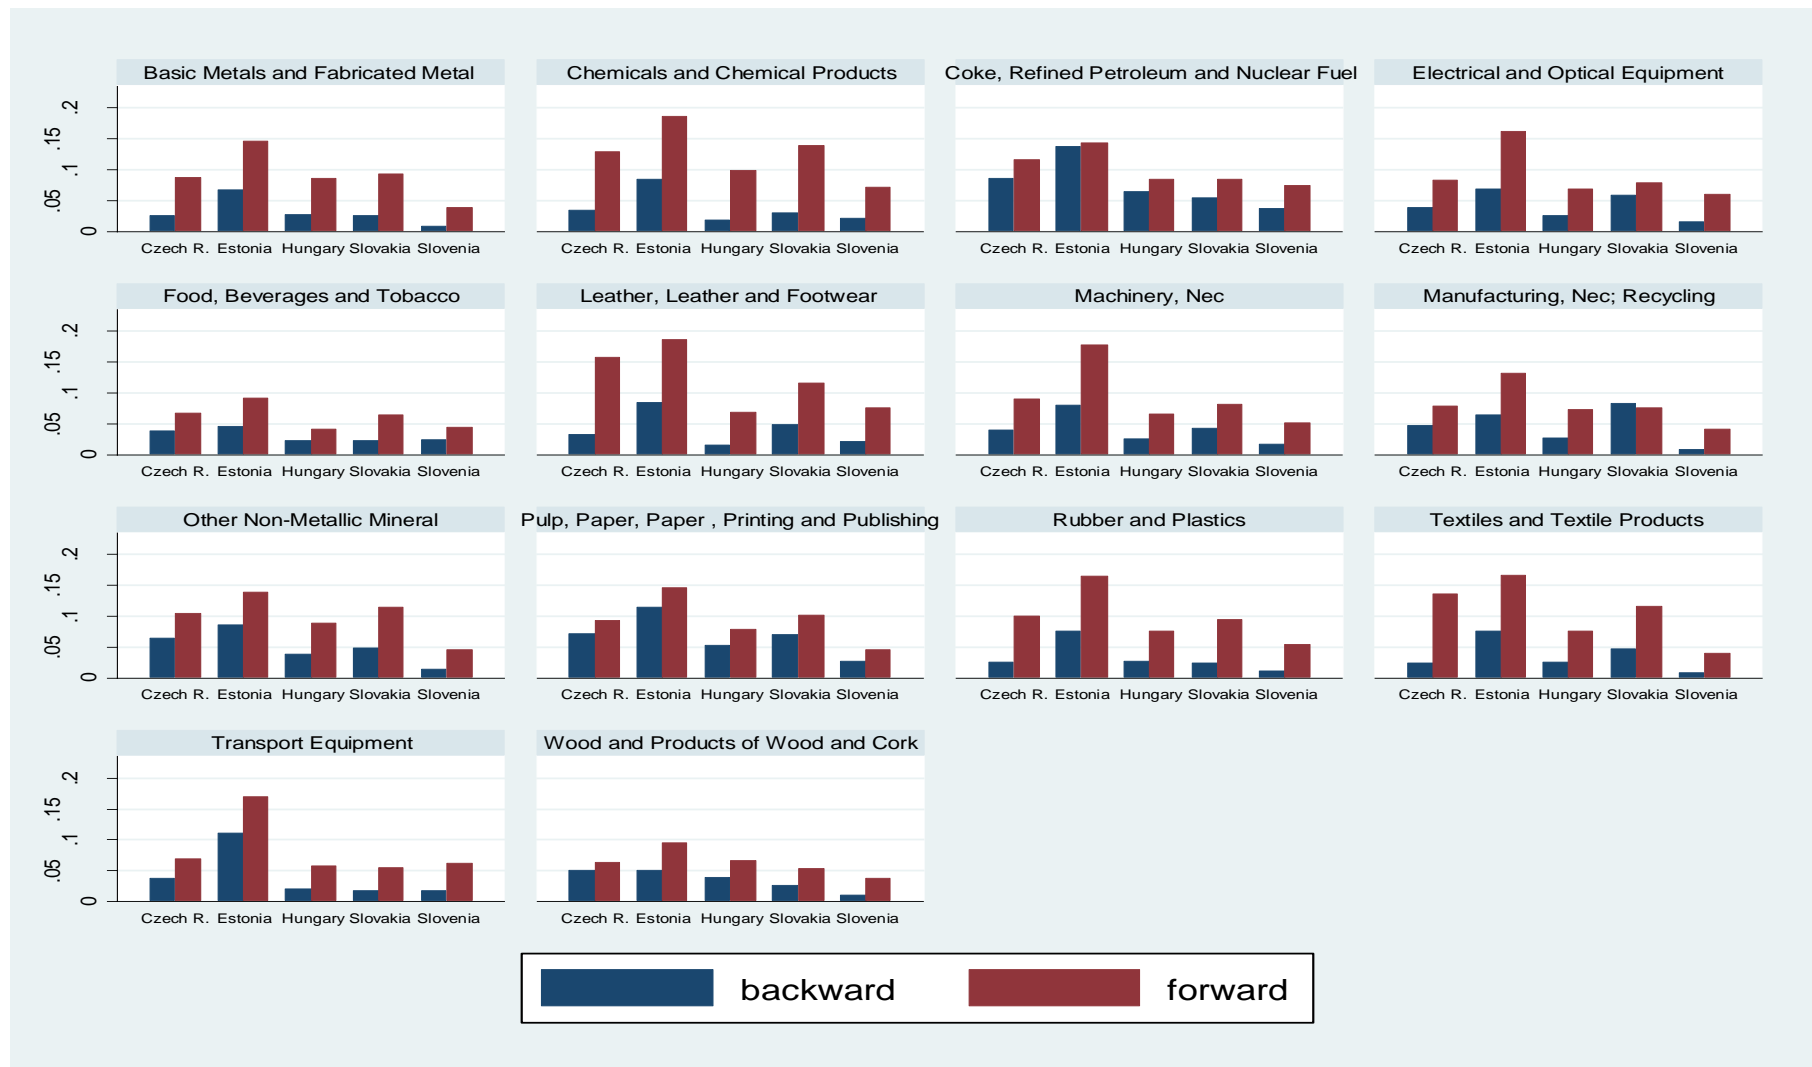 Basic Metals and Fabricated Metal
Chemicals and Chemical Products
Coke, Refined Petroleum and Nuclear Fuel
Electrical and Optical Equipment
.2
.15
.1
.05
0
Czech R. Estonia Hungary Slovakia Slovenia
Czech R. Estonia Hungary Slovakia Slovenia
Czech R. Estonia Hungary Slovakia Slovenia
Czech R. Estonia Hungary Slovakia Slovenia
Food, Beverages and Tobacco
Leather, Leather and Footwear
Machinery, Nec
Manufacturing, Nec; Recycling
.2
.15
.1
.05
0
Czech R. Estonia Hungary Slovakia Slovenia
Czech R. Estonia Hungary Slovakia Slovenia
Czech R. Estonia Hungary Slovakia Slovenia
Czech R. Estonia Hungary Slovakia Slovenia
Other Non-Metallic Mineral
Pulp, Paper, Paper , Printing and Publishing
Rubber and Plastics
Textiles and Textile Products
.2
.15
.1
.05
0
Czech R. Estonia Hungary Slovakia Slovenia
Czech R. Estonia Hungary Slovakia Slovenia
Czech R. Estonia Hungary Slovakia Slovenia
Czech R. Estonia Hungary Slovakia Slovenia
Transport Equipment
Wood and Products of Wood and Cork
.2
.15
.1
.05
0
Czech R. Estonia Hungary Slovakia Slovenia
Czech R. Estonia Hungary Slovakia Slovenia
backward
forward